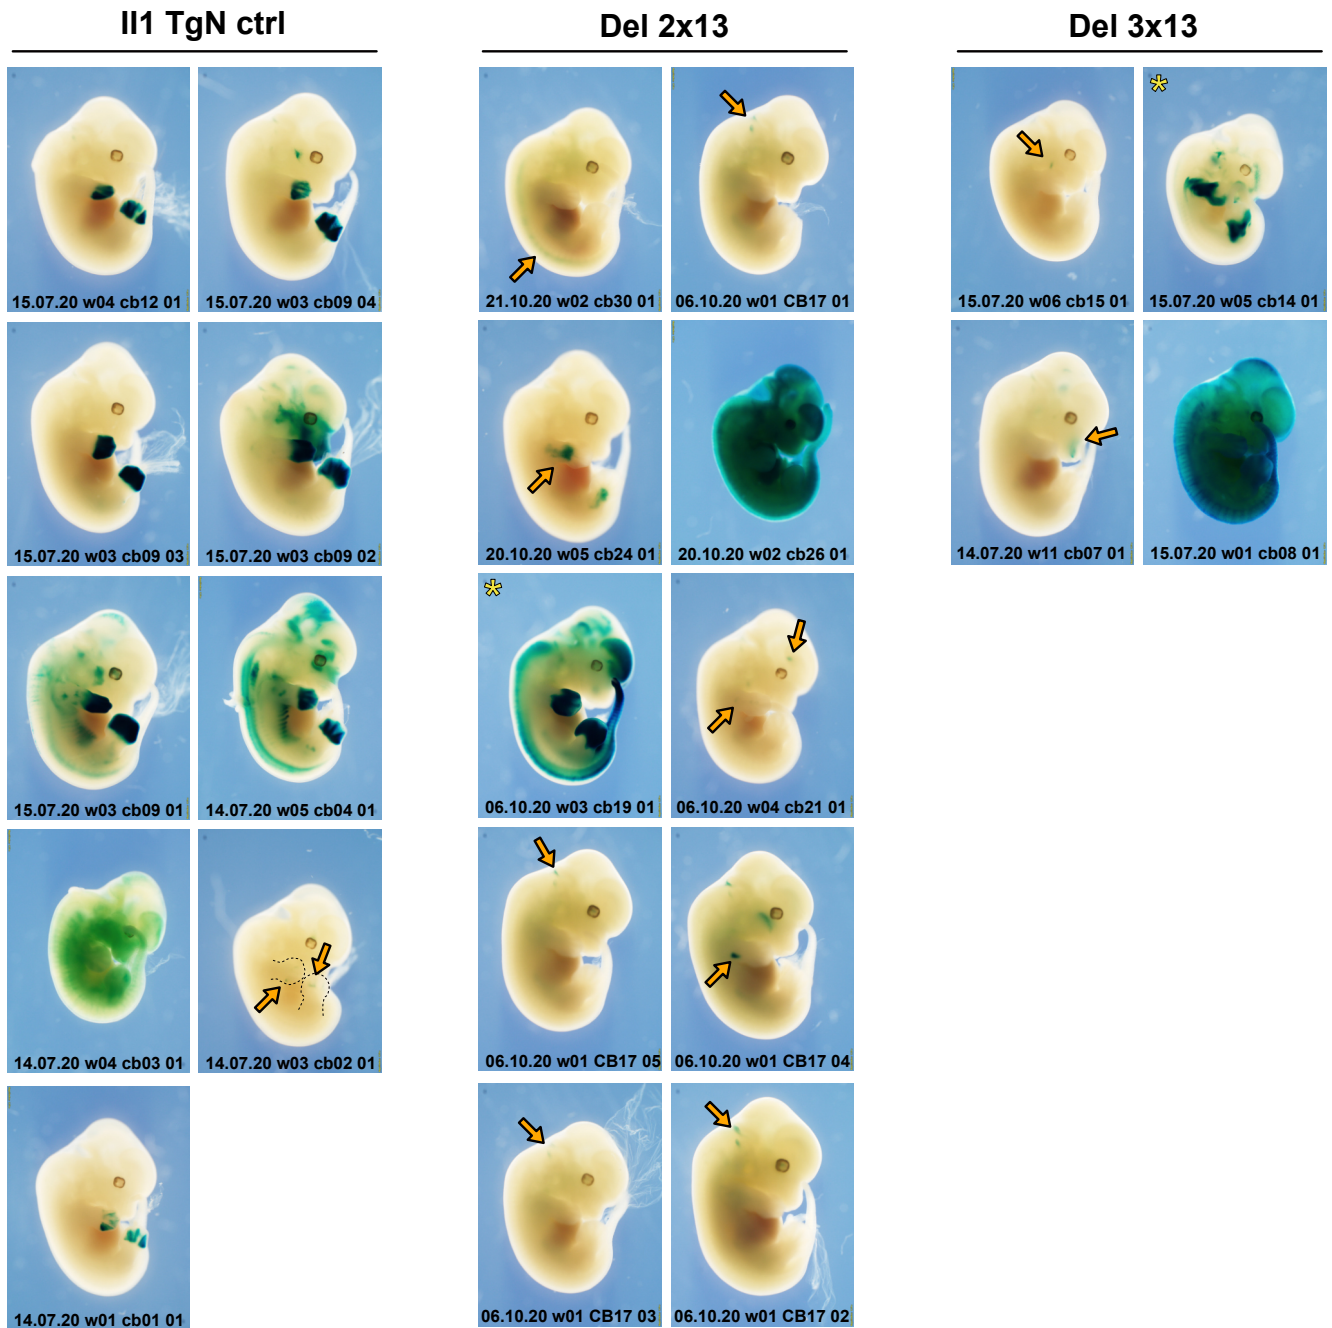 Il1 TgN ctrl
Del 2x13
Del 3x13
15.07.20 w04 cb12 01
15.07.20 w03 cb09 04
21.10.20 w02 cb30 01
06.10.20 w01 CB17 01
15.07.20 w06 cb15 01
*
15.07.20 w05 cb14 01
15.07.20 w03 cb09 03
15.07.20 w03 cb09 02
20.10.20 w05 cb24 01
20.10.20 w02 cb26 01
14.07.20 w11 cb07 01
15.07.20 w01 cb08 01
15.07.20 w03 cb09 01
14.07.20 w05 cb04 01
*
06.10.20 w03 cb19 01
06.10.20 w04 cb21 01
14.07.20 w04 cb03 01
14.07.20 w03 cb02 01
06.10.20 w01 CB17 05
06.10.20 w01 CB17 04
14.07.20 w01 cb01 01
06.10.20 w01 CB17 03
06.10.20 w01 CB17 02